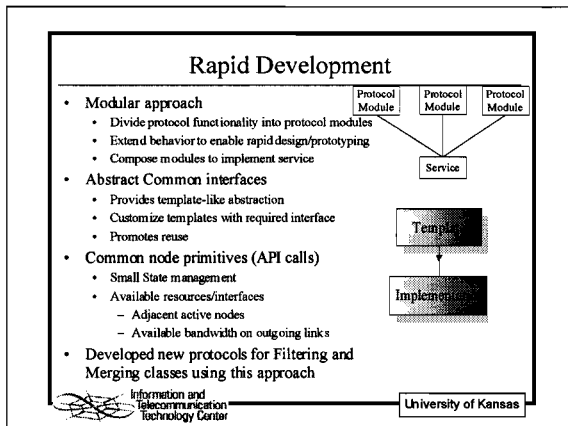 Rapid Development
• Modular approach
• Divide protocol functionality into protocol modules
• Extend behavior to enable rapid design/prototyping
• Compose modules to implement service
• Abstract Common interfaces
• Provides template-like abstraction
• Customize templates with required interface
• Promotes reuse
• Common node primitives (API calls)
• Small State management
• Available resources/interfaces
– Adjacent active nodes
– Available bandwidth on outgoing links
• Developed new protocols for Filtering and
Merging classes using this approach
Protocol
Module
Protocol
Module
Protocol
Module
Service
Information and
Telecommunication
Technology Center
University of Kansas